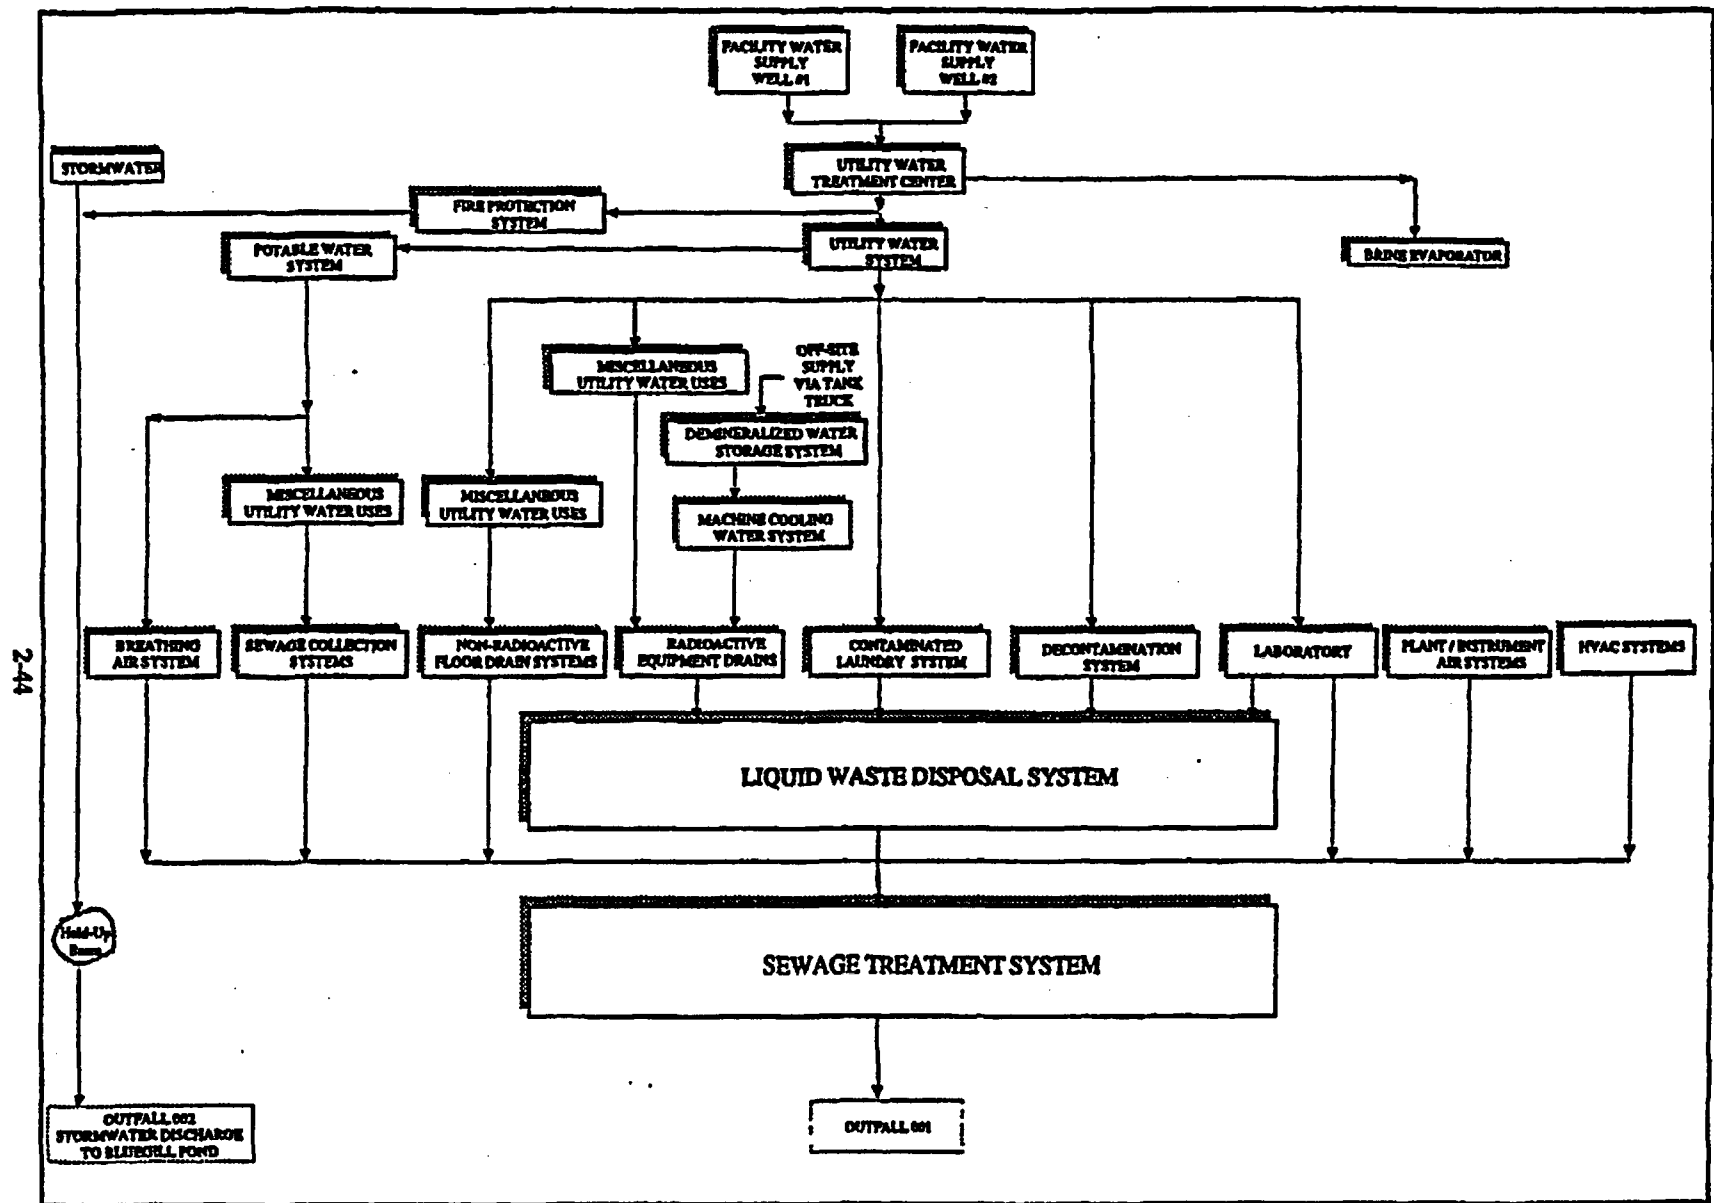 FACILITY WATER
SUPPLY
WELL #1
FACILITY WATER
SUPPLY
WELL #2
STORMWATER
UTILITY WATER
TREATMENT CENTER
FIRE PROTECTION
SYSTEM
POTABLE WATER
SYSTEM
UTILITY WATER
SYSTEM
BRINE EVAPORATOR
MISCELLANEOUS
UTILITY WATER USES
OFF-SITE
SUPPLY
VIA TANK
TRUCK
DEMINERALIZED WATER
STORAGE SYSTEM
MISCELLANEOUS
UTILITY WATER USES
MISCELLANEOUS
UTILITY WATER USES
MACHINE COOLING
WATER SYSTEM
BREATHING
AIR SYSTEM
SEWAGE COLLECTION
SYSTEMS
NON-RADIOACTIVE
FLOOR DRAIN SYSTEMS
RADIOACTIVE
EQUIPMENT DRAINS
CONTAMINATED
LAUNDRY SYSTEM
DECONTAMINATION
SYSTEM
LABORATORY
PLANT / INSTRUMENT
AIR SYSTEMS
HVAC SYSTEMS
2-44
LIQUID WASTE DISPOSAL SYSTEM
Hold-Up
SEWAGE TREATMENT SYSTEM
OUTFALL 002
STORMWATER DISCHARGE
TO BLUEGILL POND
OUTFALL 001